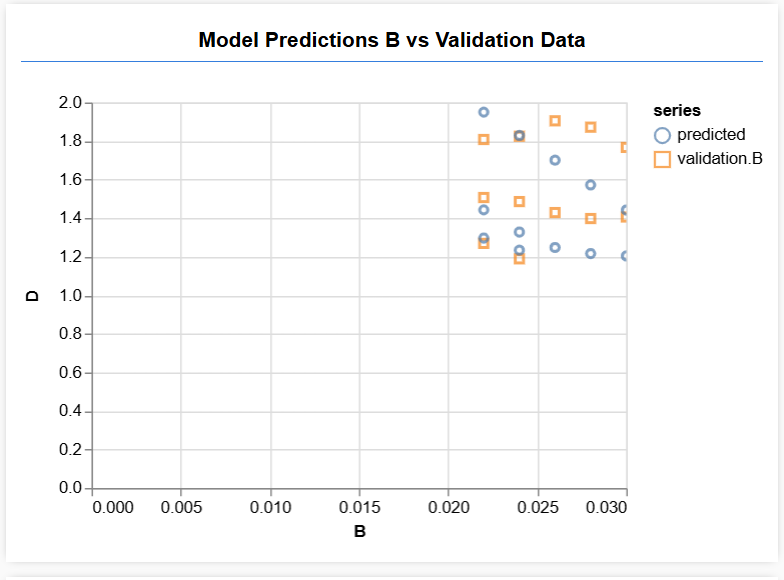 Model Predictions B vs Validation Data
series
predicted
validation.B
2.0
1.8
1.6
1.4
1.2
1.0
0.8
0.6
0.4
0.2
0.0
D
0.000 0.005 0.010 0.015 0.020 0.025 0.030
B